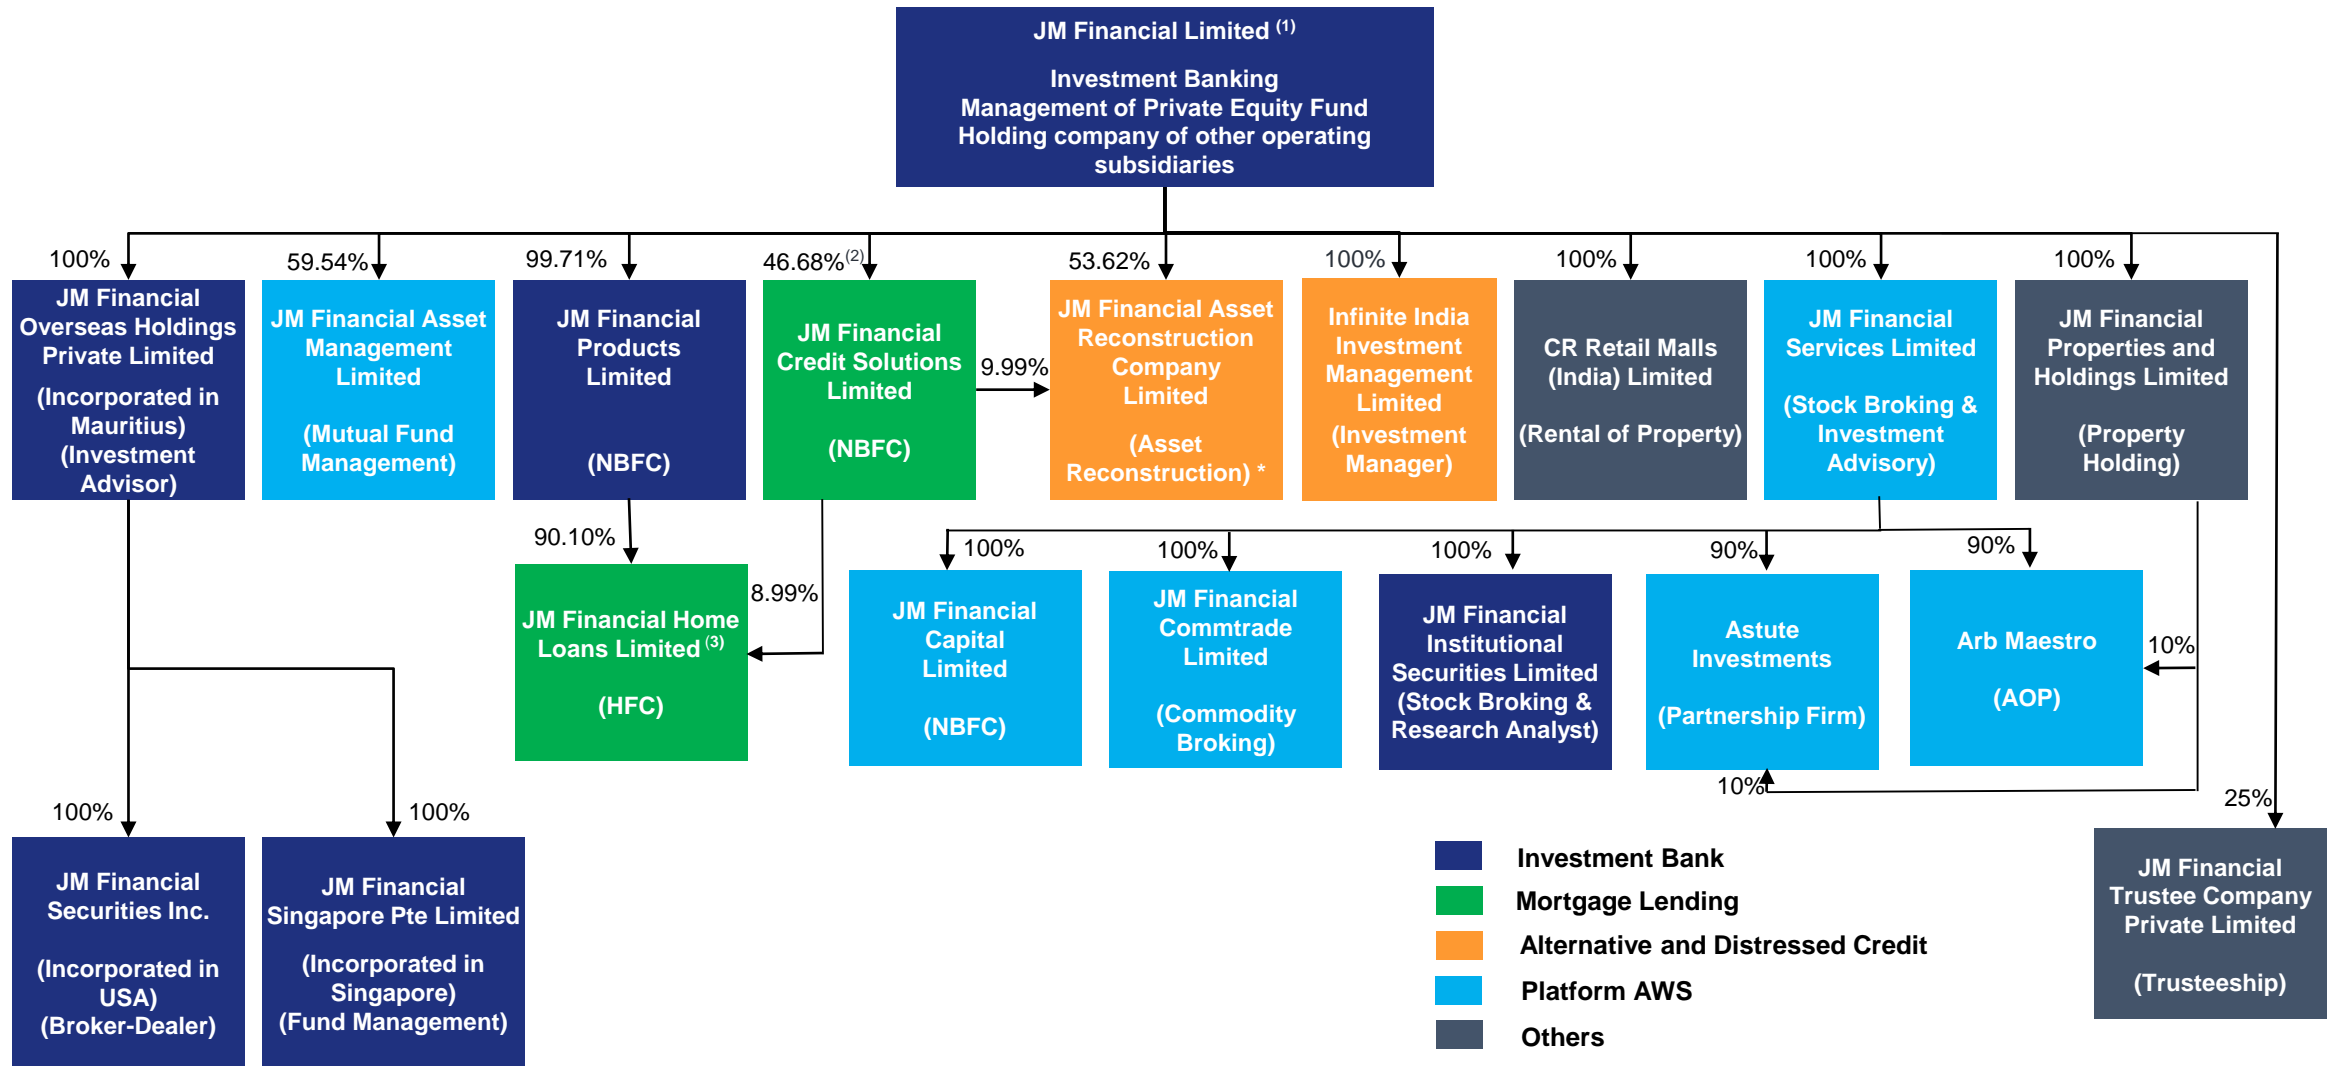 JM Financial Limited (1)
Investment Banking
Management of Private Equity Fund
Holding company of other operating
subsidiaries
100%
59.54%
99.71%
46.68%(2)
53.62%
100%
100%
100%
100%
JM Financial
Overseas Holdings
Private Limited
(Incorporated in
Mauritius)
(Investment
Advisor)
JM Financial Asset
Management
Limited
(Mutual Fund
Management)
JM Financial
Products
Limited
(NBFC)
JM Financial
Credit Solutions
Limited
(NBFC)
9.99%
JM Financial Asset
Reconstruction
Company
Limited
(Asset
Reconstruction) *
Infinite India
Investment
Management
Limited
(Investment
Manager)
CR Retail Malls
(India) Limited
(Rental of Property)
JM Financial
Services Limited
(Stock Broking &
Investment
Advisory)
JM Financial
Properties and
Holdings Limited
(Property
Holding)
90.10%
8.99%
100%
100%
100%
90%
90%
JM Financial Home
Loans Limited (3)
(HFC)
JM Financial
Capital
Limited
(NBFC)
JM Financial
Commtrade
Limited
(Commodity
Broking)
JM Financial
Institutional
Securities Limited
(Stock Broking &
Research Analyst)
Astute
Investments
(Partnership Firm)
Arb Maestro
(AOP)
10%
10%
25%
100%
100%
JM Financial
Securities Inc.
(Incorporated in
USA)
(Broker-Dealer)
JM Financial
Singapore Pte Limited
(Incorporated in
Singapore)
(Fund Management)
Investment Bank
Mortgage Lending
Alternative and Distressed Credit
Platform AWS
Others
JM Financial
Trustee Company
Private Limited
(Trusteeship)